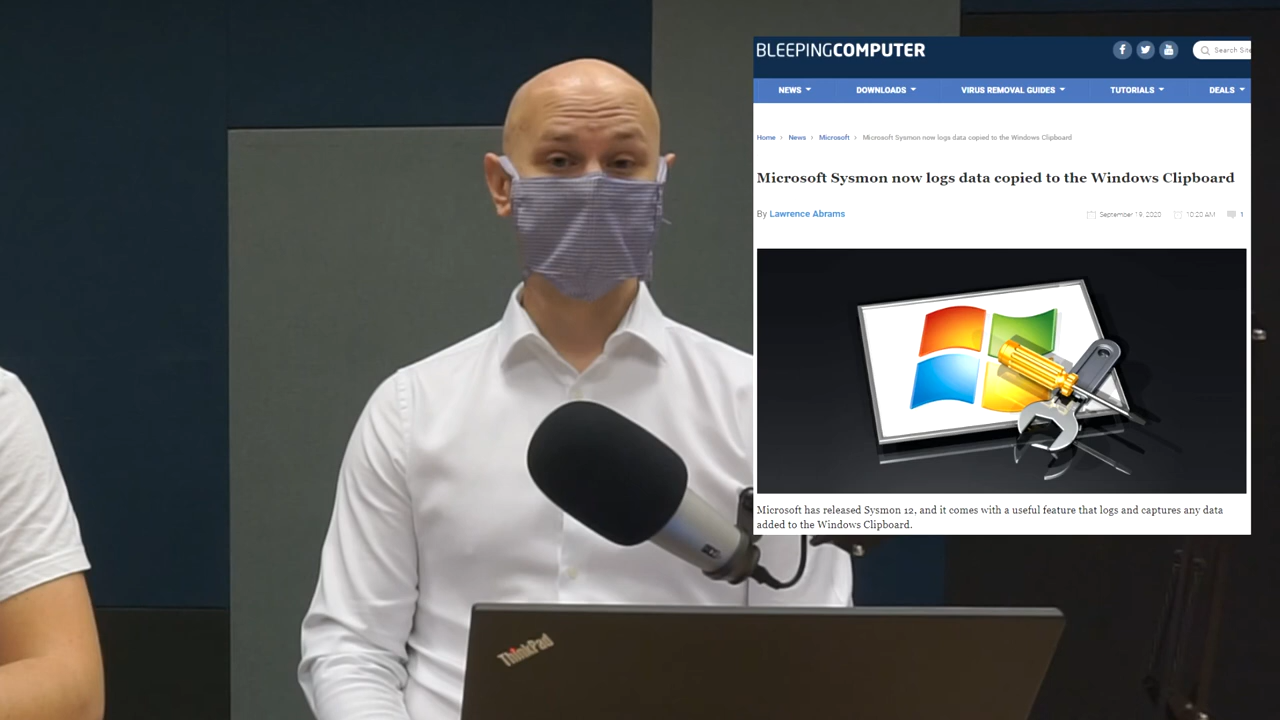 BLEEPINGCOMPUTER
Search Site
NEWS
DOWNLOADS
VIRUS REMOVAL GUIDES
TUTORIALS
DEALS
Home › News › Microsoft › Microsoft Sysmon now logs data copied to the Windows Clipboard
Microsoft Sysmon now logs data copied to the Windows Clipboard
By Lawrence Abrams
September 19, 2020
10:20 AM
1
Microsoft has released Sysmon 12, and it comes with a useful feature that logs and captures any data
added to the Windows Clipboard.
ThinkPad